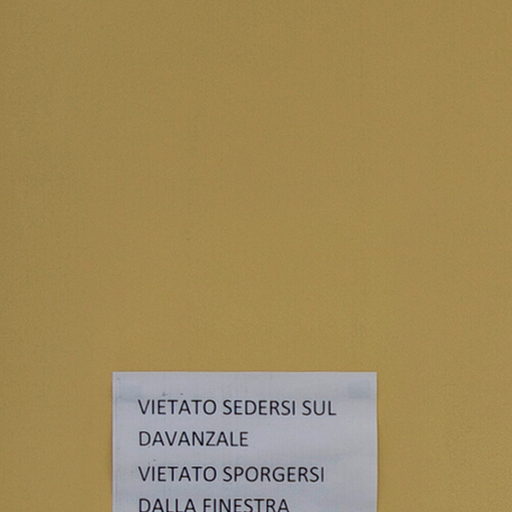 VIETATO SEDERSI SUL
DAVANZALE
VIETATO SPORGERSI
DALLA FINESTRA